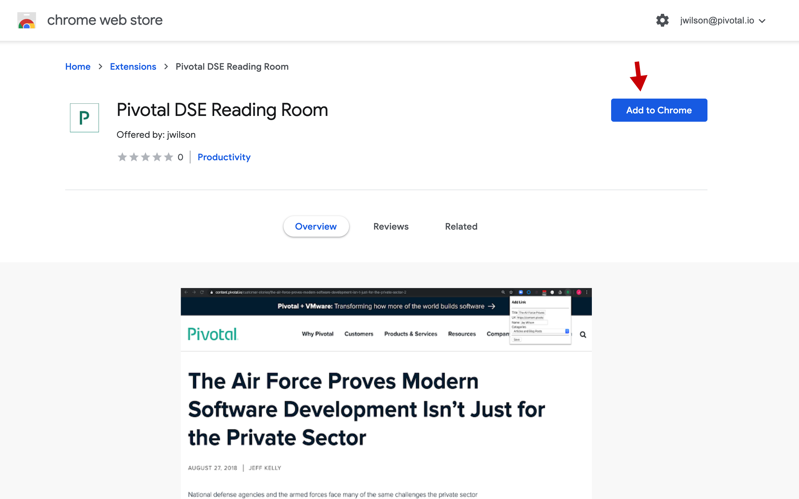 chrome web store
jwilson@pivotal.io
Home > Extensions > Pivotal DSE Reading Room
P
Pivotal DSE Reading Room
Add to Chrome
Offered by: jwilson
0 | Productivity
Overview
Reviews
Related
Pivotal + VMware: Transforming how more of the world builds software →
Add Link
Pivotal
Why Pivotal
Customers
Products & Services
Resources
Compan
The Air Force Proves Modern
Software Development Isn't Just for
the Private Sector
AUGUST 27, 2018 | JEFF KELLY
National defense agencies and the armed forces face many of the same challenges the private sector